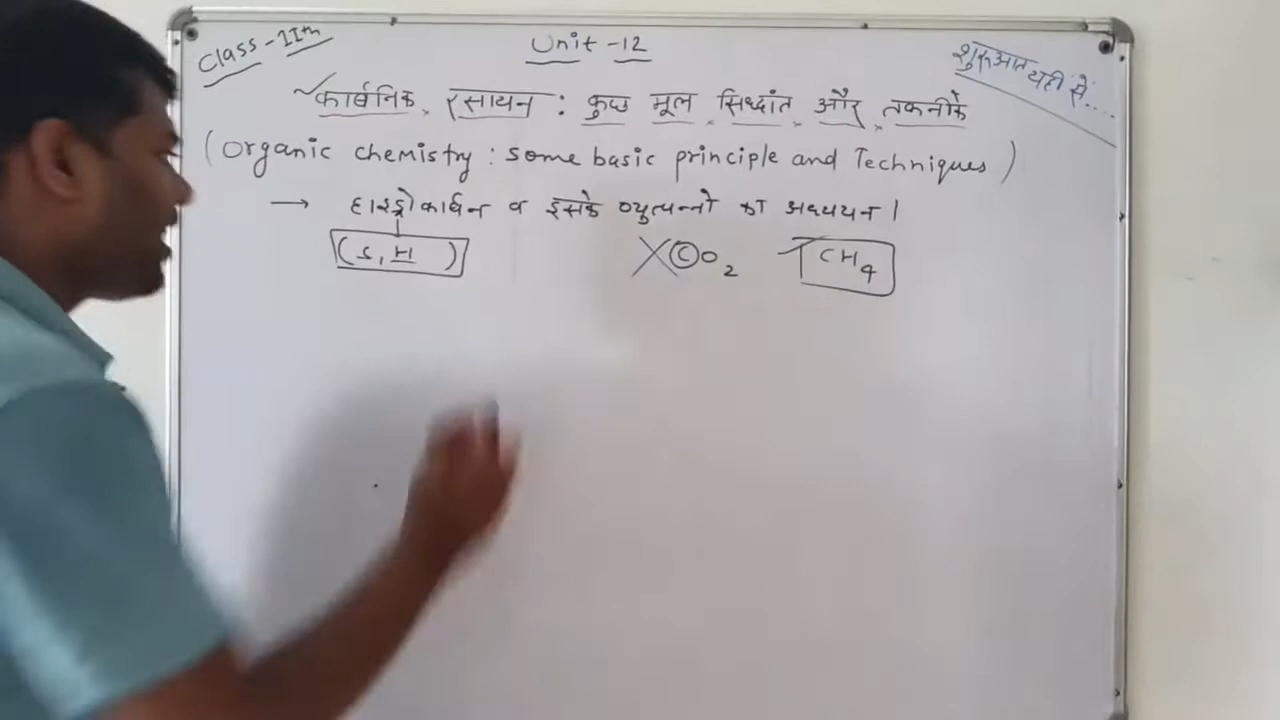 Class-11th
Unit-12
शुरूआत यहीं से....
कार्बनिक रसायन : कुछ मूल सिध्दांत और तकनीके
(Organic chemistry : some basic principle and Techniques)
→ हाइड्रोकार्बन व इसके व्युत्पन्नो का अध्ययन।
(C, H) CO2 CH4